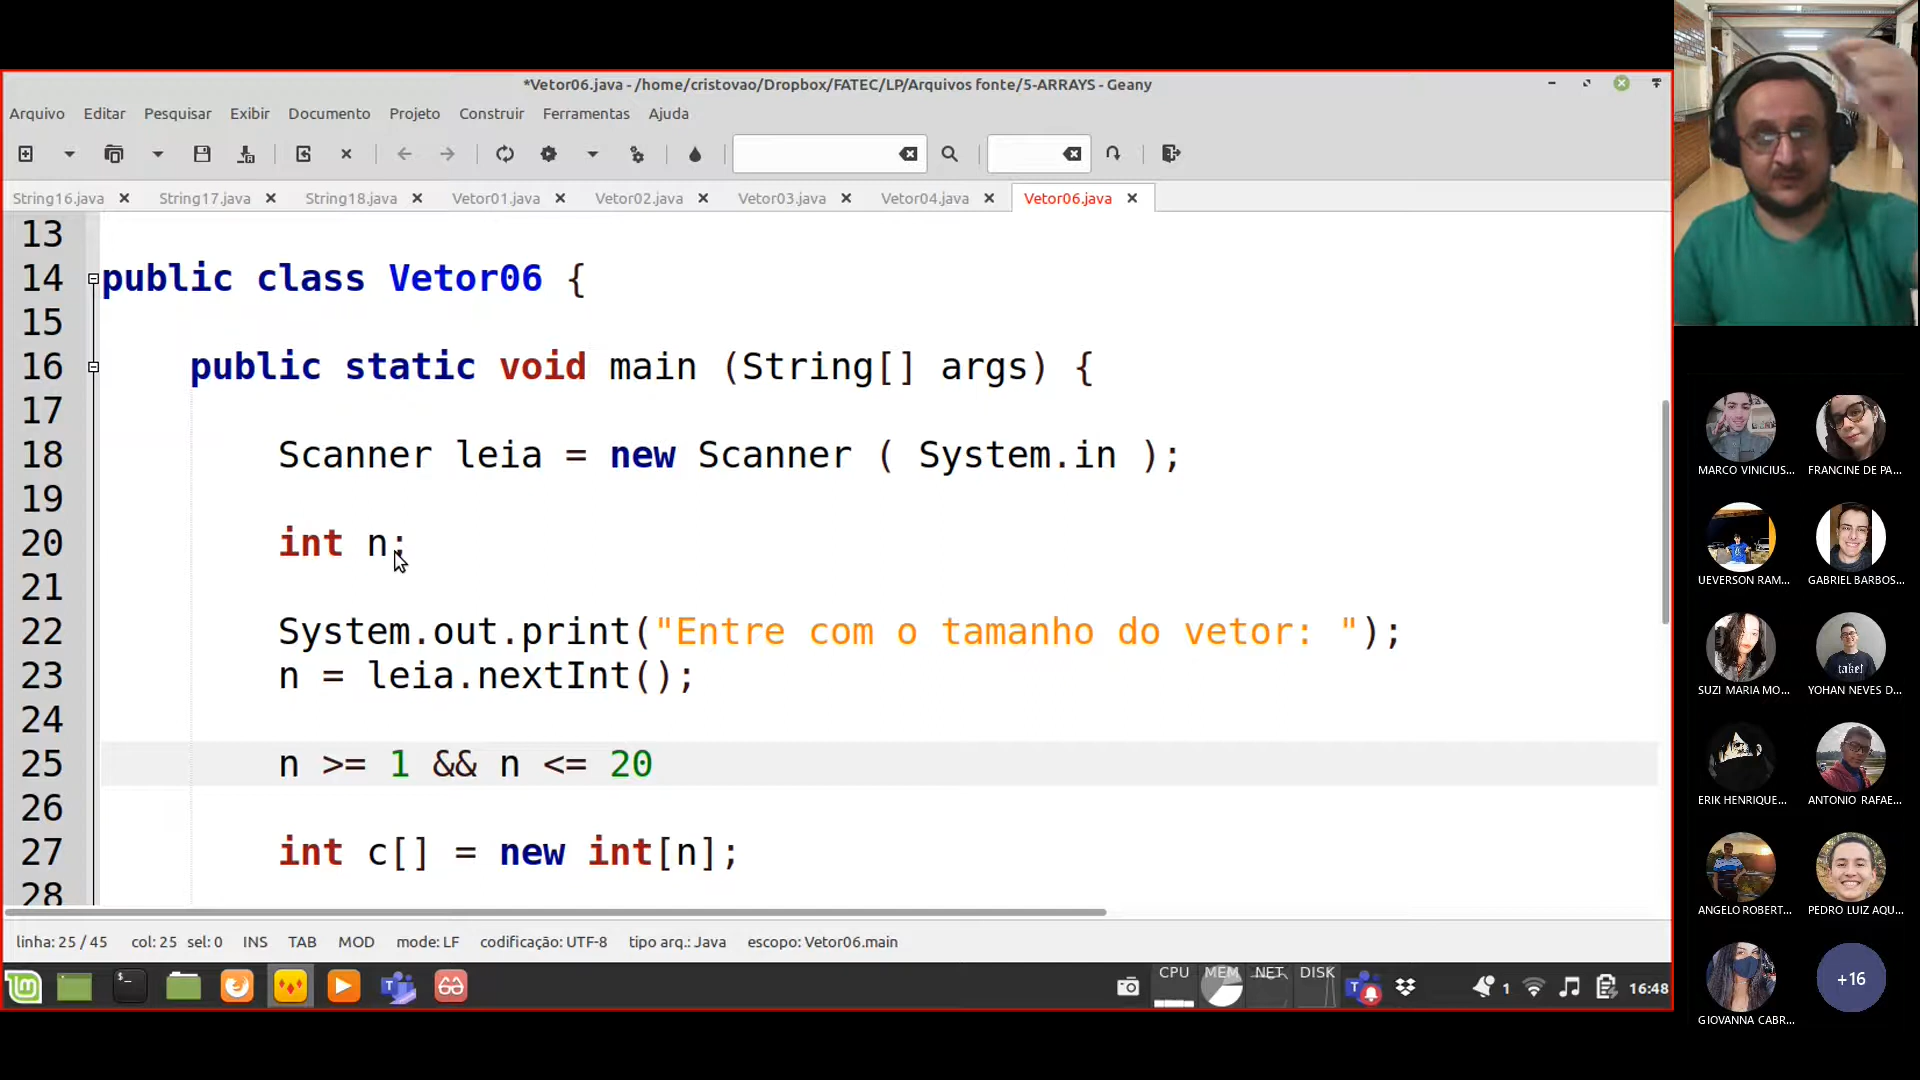 *Vetor06.java - /home/cristovao/Dropbox/FATEC/LP/Arquivos fonte/5-ARRAYS - Geany
Arquivo Editar Pesquisar Exibir Documento Projeto Construir Ferramentas Ajuda
String16.java String17.java String18.java Vetor01.java Vetor02.java Vetor03.java Vetor04.java Vetor06.java
13
14 public class Vetor06 {
15
16 public static void main (String[] args) {
17
18 Scanner leia = new Scanner ( System.in );
19
20 int n;
21
22 System.out.print("Entre com o tamanho do vetor: ");
23 n = leia.nextInt();
24
25 n >= 1 && n <= 20
26
27 int c[] = new int[n];
28
linha: 25 / 45 col: 25 sel: 0 INS TAB MOD mode: LF codificação: UTF-8 tipo arq.: Java escopo: Vetor06.main
CPU MEM NET DISK 1 16:48
MARCO VINICIUS... FRANCINE DE PA...
UEVERSON RAM... GABRIEL BARBOS...
taket
SUZI MARIA MO... YOHAN NEVES D...
ERIK HENRIQUE... ANTONIO RAFAE...
ANGELO ROBERT... PEDRO LUIZ AQU...
+16
GIOVANNA CABR...